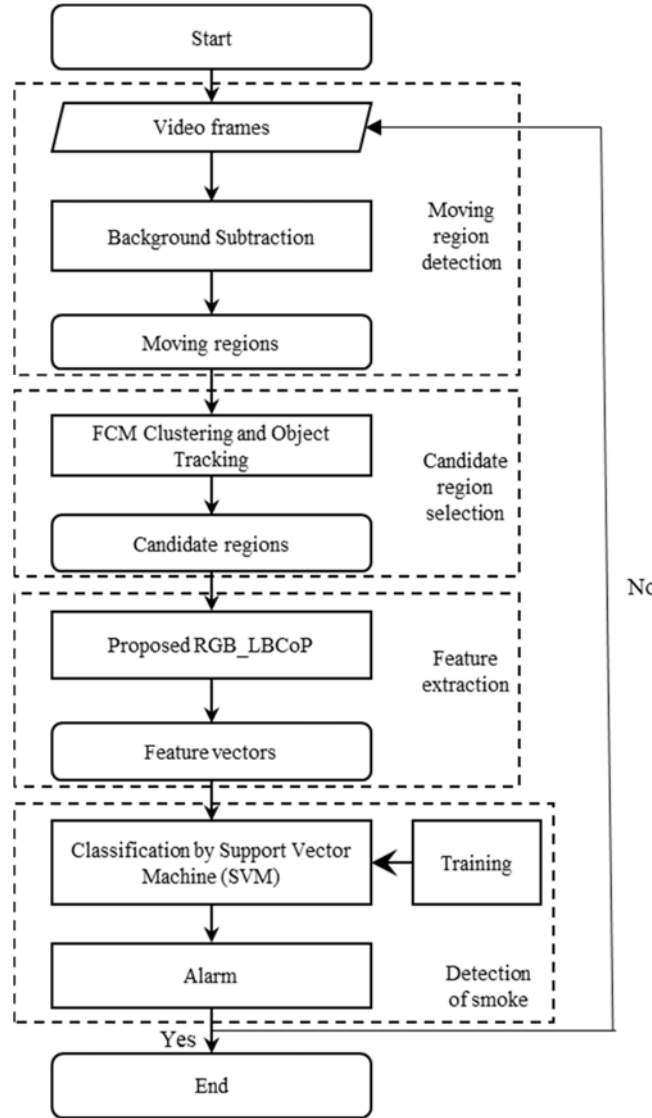 Start
Video frames
Background Subtraction
Moving
region
detection
Moving regions
FCM Clustering and Object
Tracking
Candidate
region
selection
Candidate regions
No
Proposed RGB_LBCoP
Feature
extraction
Feature vectors
Classification by Support Vector
Machine (SVM)
Training
Alarm
Detection
of smoke
Yes
End